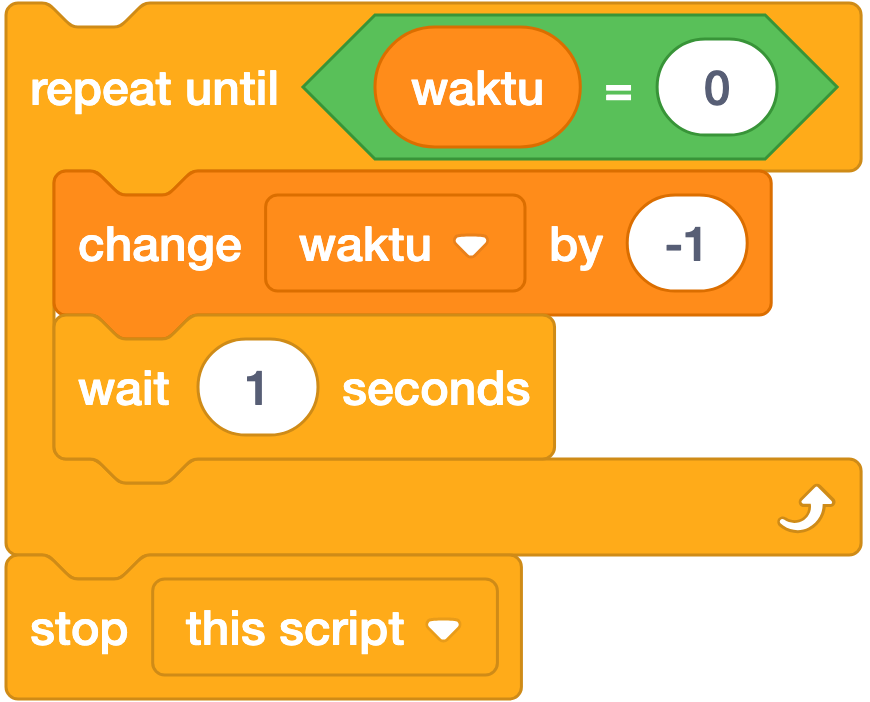 repeat until waktu = 0
change waktu by -1
wait 1 seconds
stop this script